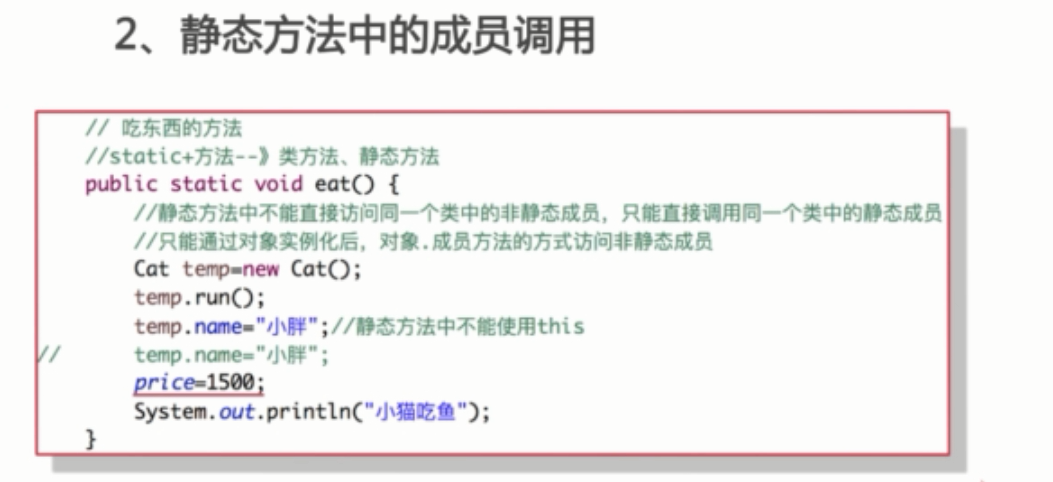 2、静态方法中的成员调用
// 吃东西的方法
//static+方法--》类方法、静态方法
public static void eat() {
//静态方法中不能直接访问同一个类中的非静态成员，只能直接调用同一个类中的静态成员
//只能通过对象实例化后，对象.成员方法的方式访问非静态成员
Cat temp=new Cat();
temp.run();
temp.name="小胖";//静态方法中不能使用this
// temp.name="小胖";
price=1500;
System.out.println("小猫吃鱼");
}